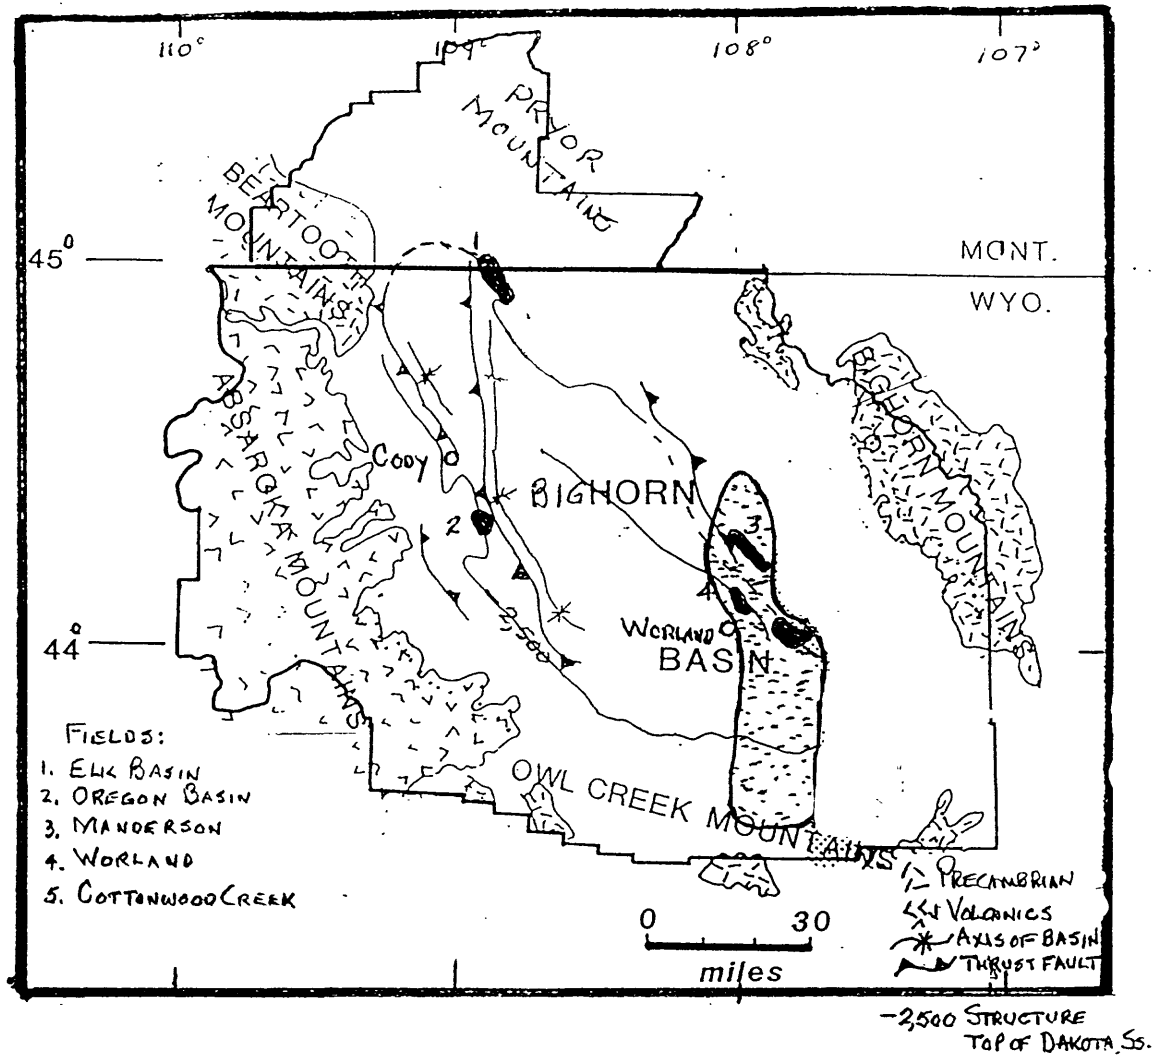 110° 109° 108° 107°
PRYOR
MOUNTAINS
BEARTOOTH
MOUNTAINS
45°
MONT.
WYO.
ABSAROKA MOUNTAINS
BIGHORN MOUNTAINS
CODY
BIGHORN
2
3
4
WORLAND
BASIN
44°
2,500
FIELDS:
1. ELK BASIN
2. OREGON BASIN
3. MANDERSON
4. WORLAND
5. COTTONWOOD CREEK
OWL CREEK MOUNTAINS
0 30
miles
PRECAMBRIAN
VOLCANICS
AXIS OF BASIN
THRUST FAULT
-2,500 STRUCTURE
TOP OF DAKOTA SS.